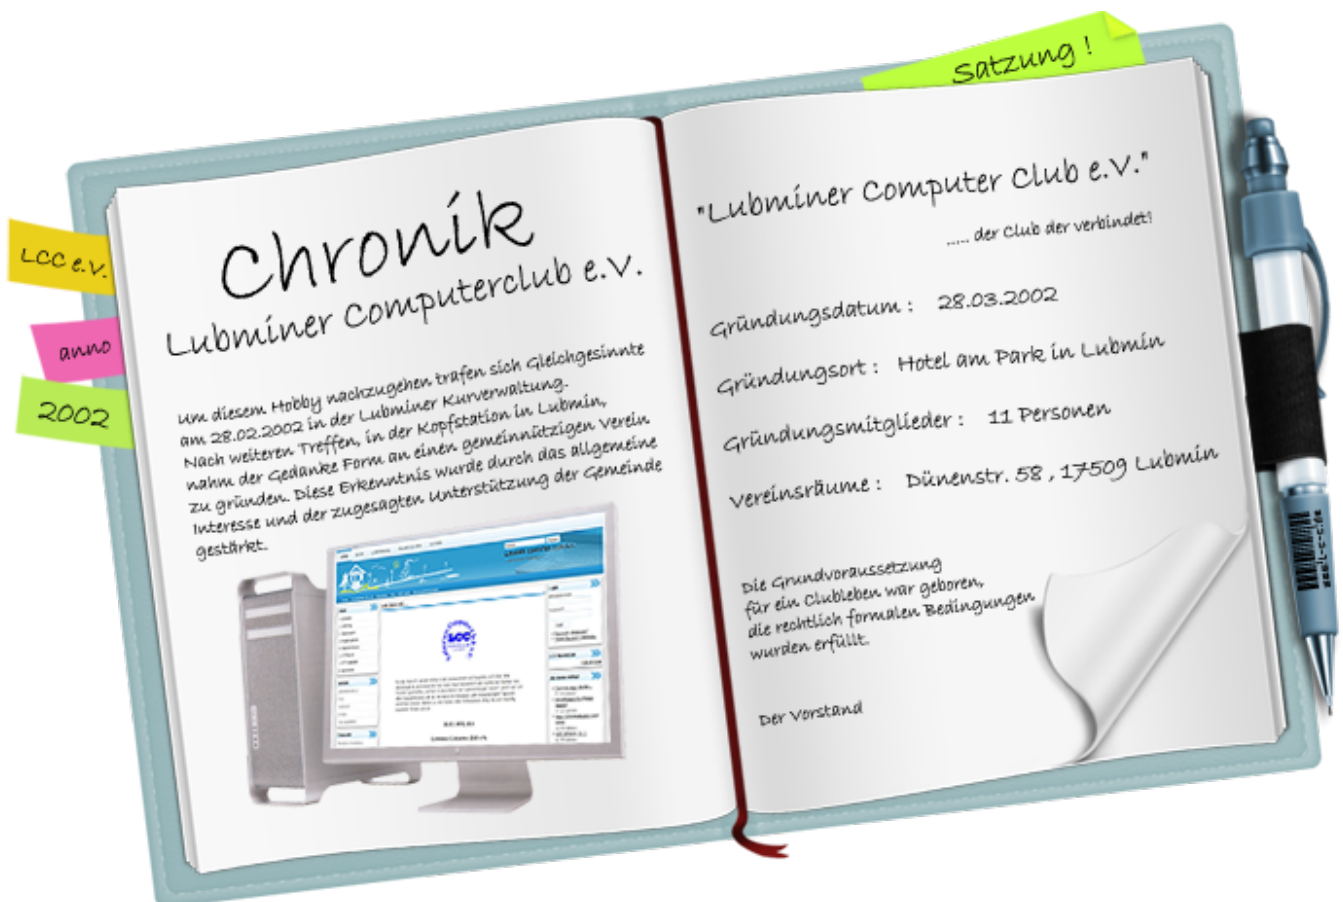 Satzung !
LCC e.V.
anno
2002
Chronik
Lubminer Computerclub e.V.
Um diesem Hobby nachzugehen trafen sich Gleichgesinnte
am 28.02.2002 in der Lubminer Kurverwaltung.
Nach weiteren Treffen, in der Kopfstation in Lubmin,
nahm der Gedanke Form an einen gemeinnützigen Verein
zu gründen. Diese Erkenntnis wurde durch das allgemeine
Interesse und der zugesagten Unterstützung der Gemeinde
gestärkt.
LCC
"Lubminer Computer Club e.V."
..... der Club der verbindet!
Gründungsdatum : 28.03.2002
Gründungsort : Hotel am Park in Lubmin
Gründungsmitglieder : 11 Personen
Vereinsräume : Dünenstr. 58 , 17509 Lubmin
Die Grundvoraussetzung
für ein Clubleben war geboren,
die rechtlich formalen Bedingungen
wurden erfüllt.
Der Vorstand
www.l-c-c.de